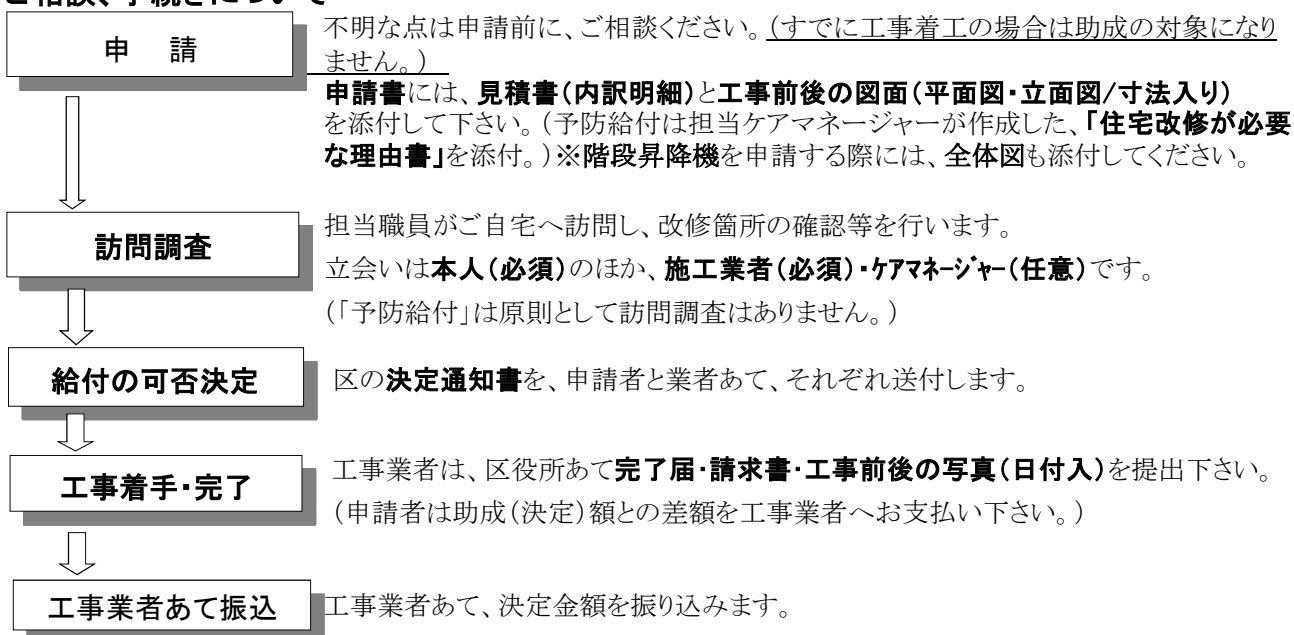 ご相談、手続きについて
申　請
不明な点は申請前に、ご相談ください。（すでに工事着工の場合は助成の対象になり
ません。）
申請書には、見積書（内訳明細）と工事前後の図面（平面図・立面図/寸法入り）
を添付して下さい。（予防給付は担当ケアマネージャーが作成した、「住宅改修が必要
な理由書」を添付。）※階段昇降機を申請する際には、全体図も添付してください。
訪問調査
担当職員がご自宅へ訪問し、改修箇所の確認等を行います。
立会いは本人（必須）のほか、施工業者（必須）・ｹｱﾏﾈｰｼﾞｬｰ（任意）です。
（「予防給付」は原則として訪問調査はありません。）
給付の可否決定
区の決定通知書を、申請者と業者あて、それぞれ送付します。
工事着手・完了
工事業者は、区役所あて完了届・請求書・工事前後の写真（日付入）を提出下さい。
（申請者は助成（決定）額との差額を工事業者へお支払い下さい。）
工事業者あて振込
工事業者あて、決定金額を振り込みます。